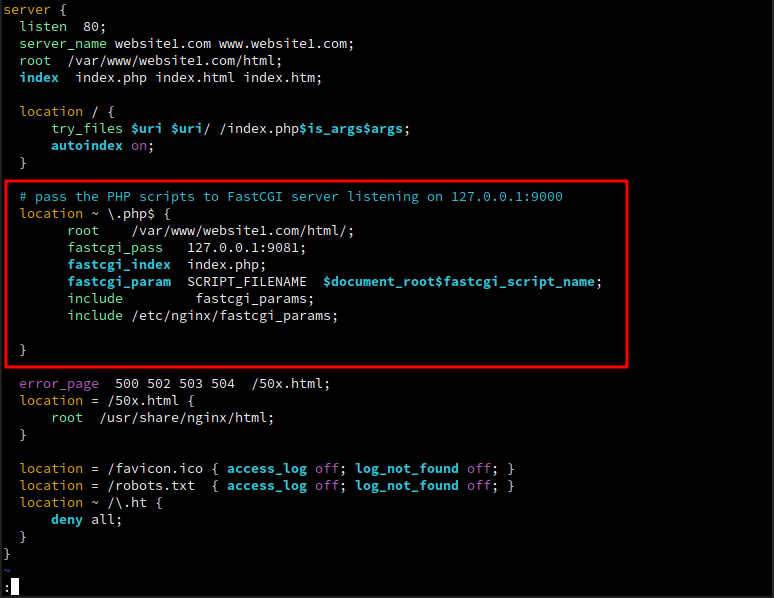 server {
listen 80;
server_name website1.com www.website1.com;
root /var/www/website1.com/html;
index index.php index.html index.htm;
location / {
try_files $uri $uri/ /index.php$is_args$args;
autoindex on;
}
# pass the PHP scripts to FastCGI server listening on 127.0.0.1:9000
location ~ \.php$ {
root /var/www/website1.com/html/;
fastcgi_pass 127.0.0.1:9081;
fastcgi_index index.php;
fastcgi_param SCRIPT_FILENAME $document_root$fastcgi_script_name;
include fastcgi_params;
include /etc/nginx/fastcgi_params;
}
error_page 500 502 503 504 /50x.html;
location = /50x.html {
root /usr/share/nginx/html;
}
location = /favicon.ico { access_log off; log_not_found off; }
location = /robots.txt { access_log off; log_not_found off; }
location ~ /\.ht {
deny all;
}
}
~
: